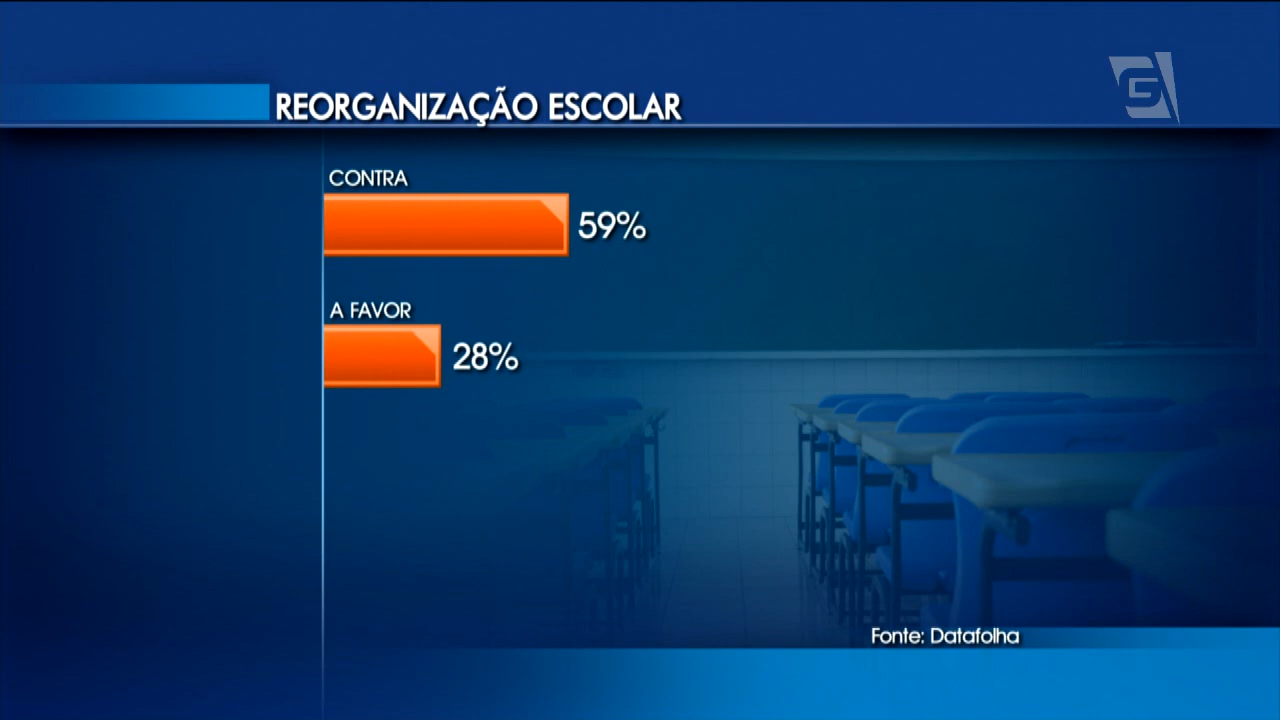 REORGANIZAÇÃO ESCOLAR
CONTRA
59%
A FAVOR
28%
Fonte: Datafolha